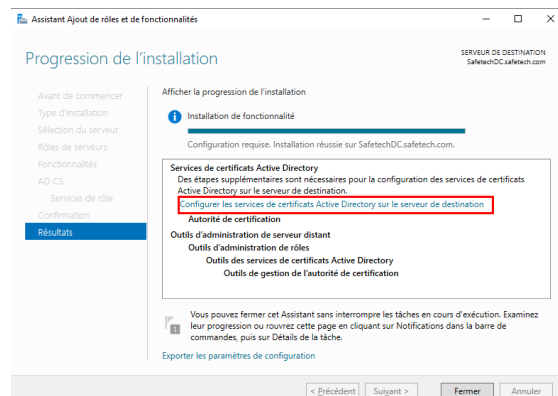 Assistant Ajout de rôles et de fonctionnalités
Progression de l'installation
SERVEUR DE DESTINATION
SafetechDC.safetech.com
Avant de commencer
Type d'installation
Sélection du serveur
Rôles de serveurs
Fonctionnalités
AD CS
Services de rôle
Confirmation
Résultats
Afficher la progression de l'installation
Installation de fonctionnalité
Configuration requise. Installation réussie sur SafetechDC.safetech.com.
Services de certificats Active Directory
Des étapes supplémentaires sont nécessaires pour la configuration des services de certificats
Active Directory sur le serveur de destination.
Configurer les services de certificats Active Directory sur le serveur de destination
Autorité de certification
Outils d'administration de serveur distant
Outils d'administration de rôles
Outils des services de certificats Active Directory
Outils de gestion de l'autorité de certification
1
Vous pouvez fermer cet Assistant sans interrompre les tâches en cours d'exécution. Examinez
leur progression ou rouvrez cette page en cliquant sur Notifications dans la barre de
commandes, puis sur Détails de la tâche.
Exporter les paramètres de configuration
< Précédent
Suivant >
Fermer
Annuler